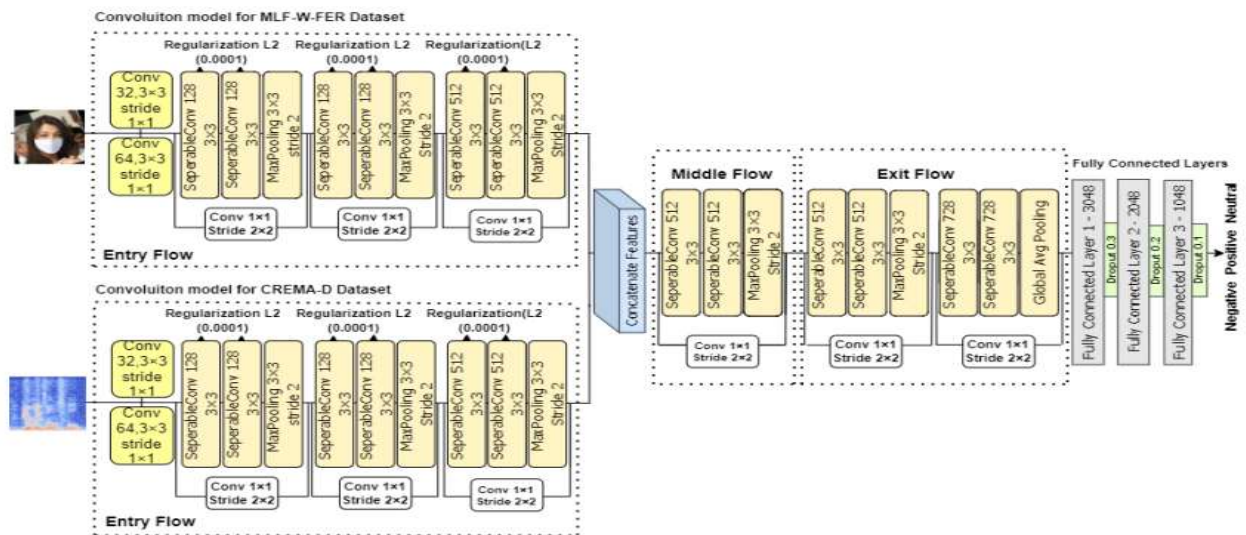 Convoluiton model for MLF-W-FER Dataset
Regularization L2
(0.0001)
Regularization L2
(0.0001)
Regularization(L2
(0.0001)
Conv
32,3×3
stride
1×1
Conv
64,3×3
stride
1×1
SeperableConv 128
3×3
SeperableConv 128
3×3
MaxPooling 3×3
stride 2
SeperableConv 128
3×3
SeperableConv 128
3×3
MaxPooling 3×3
Stride 2
SeperableConv 512
3×3
SeperableConv 512
3×3
MaxPooling 3×3
Stride 2
Conv 1×1
Stride 2×2
Conv 1×1
Stride 2×2
Conv 1×1
Stride 2×2
Entry Flow
Convoluiton model for CREMA-D Dataset
Regularization L2
(0.0001)
Regularization L2
(0.0001)
Regularization(L2
(0.0001)
Conv
32,3×3
stride
1×1
Conv
64,3×3
stride
1×1
SeperableConv 128
3×3
SeperableConv 128
3×3
MaxPooling 3×3
stride 2
SeperableConv 128
3×3
SeperableConv 128
3×3
MaxPooling 3×3
Stride 2
SeperableConv 512
3×3
SeperableConv 512
3×3
MaxPooling 3×3
Stride 2
Conv 1×1
Stride 2×2
Conv 1×1
Stride 2×2
Conv 1×1
Stride 2×2
Entry Flow
Concatenate Features
Middle Flow
SeperableConv 512
3×3
SeperableConv 512
3×3
MaxPooling 3×3
Stride 2
Conv 1×1
Stride 2×2
Exit Flow
SeperableConv 512
3×3
SeperableConv 512
3×3
MaxPooling 3×3
Stride 2
SeperableConv 728
3×3
SeperableConv 728
3×3
Global Avg Pooling
Conv 1×1
Stride 2×2
Conv 1×1
Stride 2×2
Fully Connected Layers
Fully Connected Layer 1 - 3048
Droput 0.3
Fully Connected Layer 2 - 2048
Droput 0.2
Fully Connected Layer 3 - 1048
Droput 0.1
Negative Positive Neutral